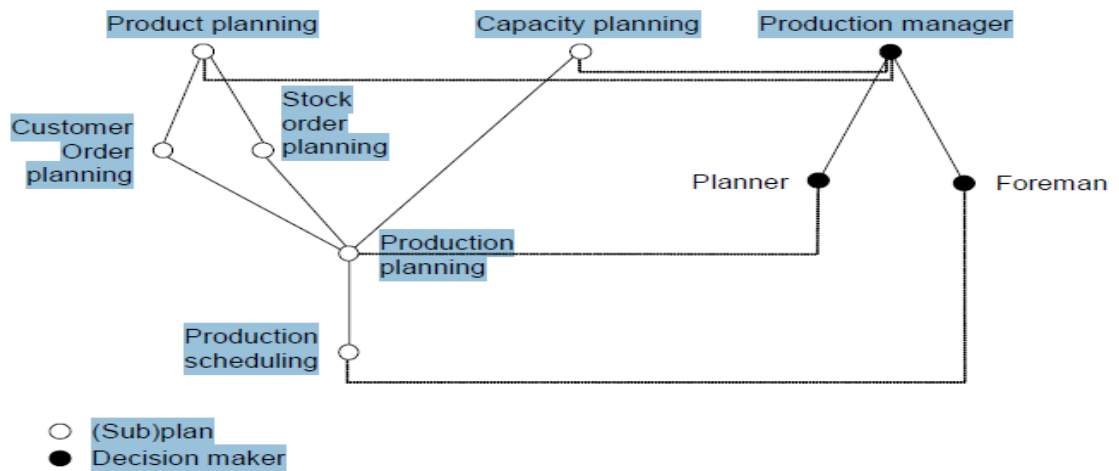 Product planning
Capacity planning
Production manager
Stock
order
planning
Customer
Order
planning
Planner
Foreman
Production
planning
Production
scheduling
(Sub)plan
Decision maker